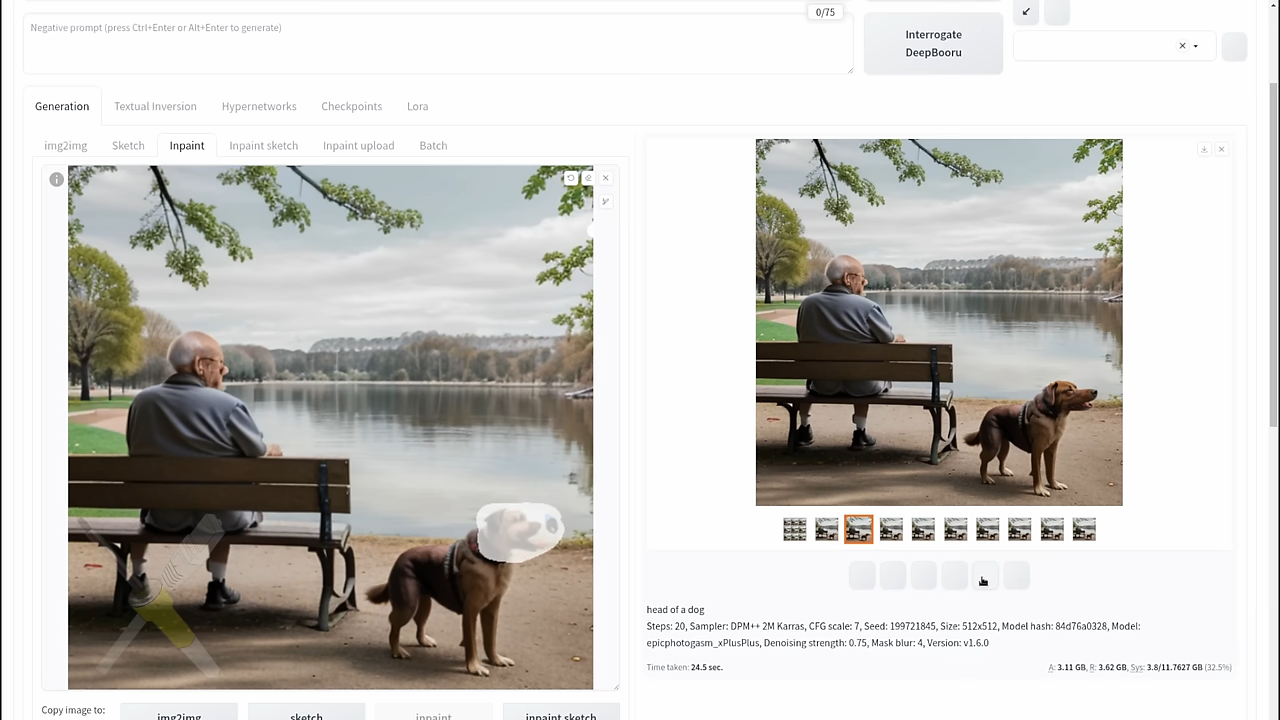 0/75
Negative prompt (press Ctrl+Enter or Alt+Enter to generate)
Interrogate
DeepBooru
Generation
Textual Inversion
Hypernetworks
Checkpoints
Lora
img2img
Sketch
Inpaint
Inpaint sketch
Inpaint upload
Batch
head of a dog
Steps: 20, Sampler: DPM++ 2M Karras, CFG scale: 7, Seed: 199721845, Size: 512x512, Model hash: 84d76a0328, Model:
epicphotogasm_xPlusPlus, Denoising strength: 0.75, Mask blur: 4, Version: v1.6.0
Time taken: 24.5 sec.
A: 3.11 GB, R: 3.62 GB, Sys: 3.8/11.7627 GB (32.5%)
Copy image to:
img2img
sketch
inpaint
inpaint sketch